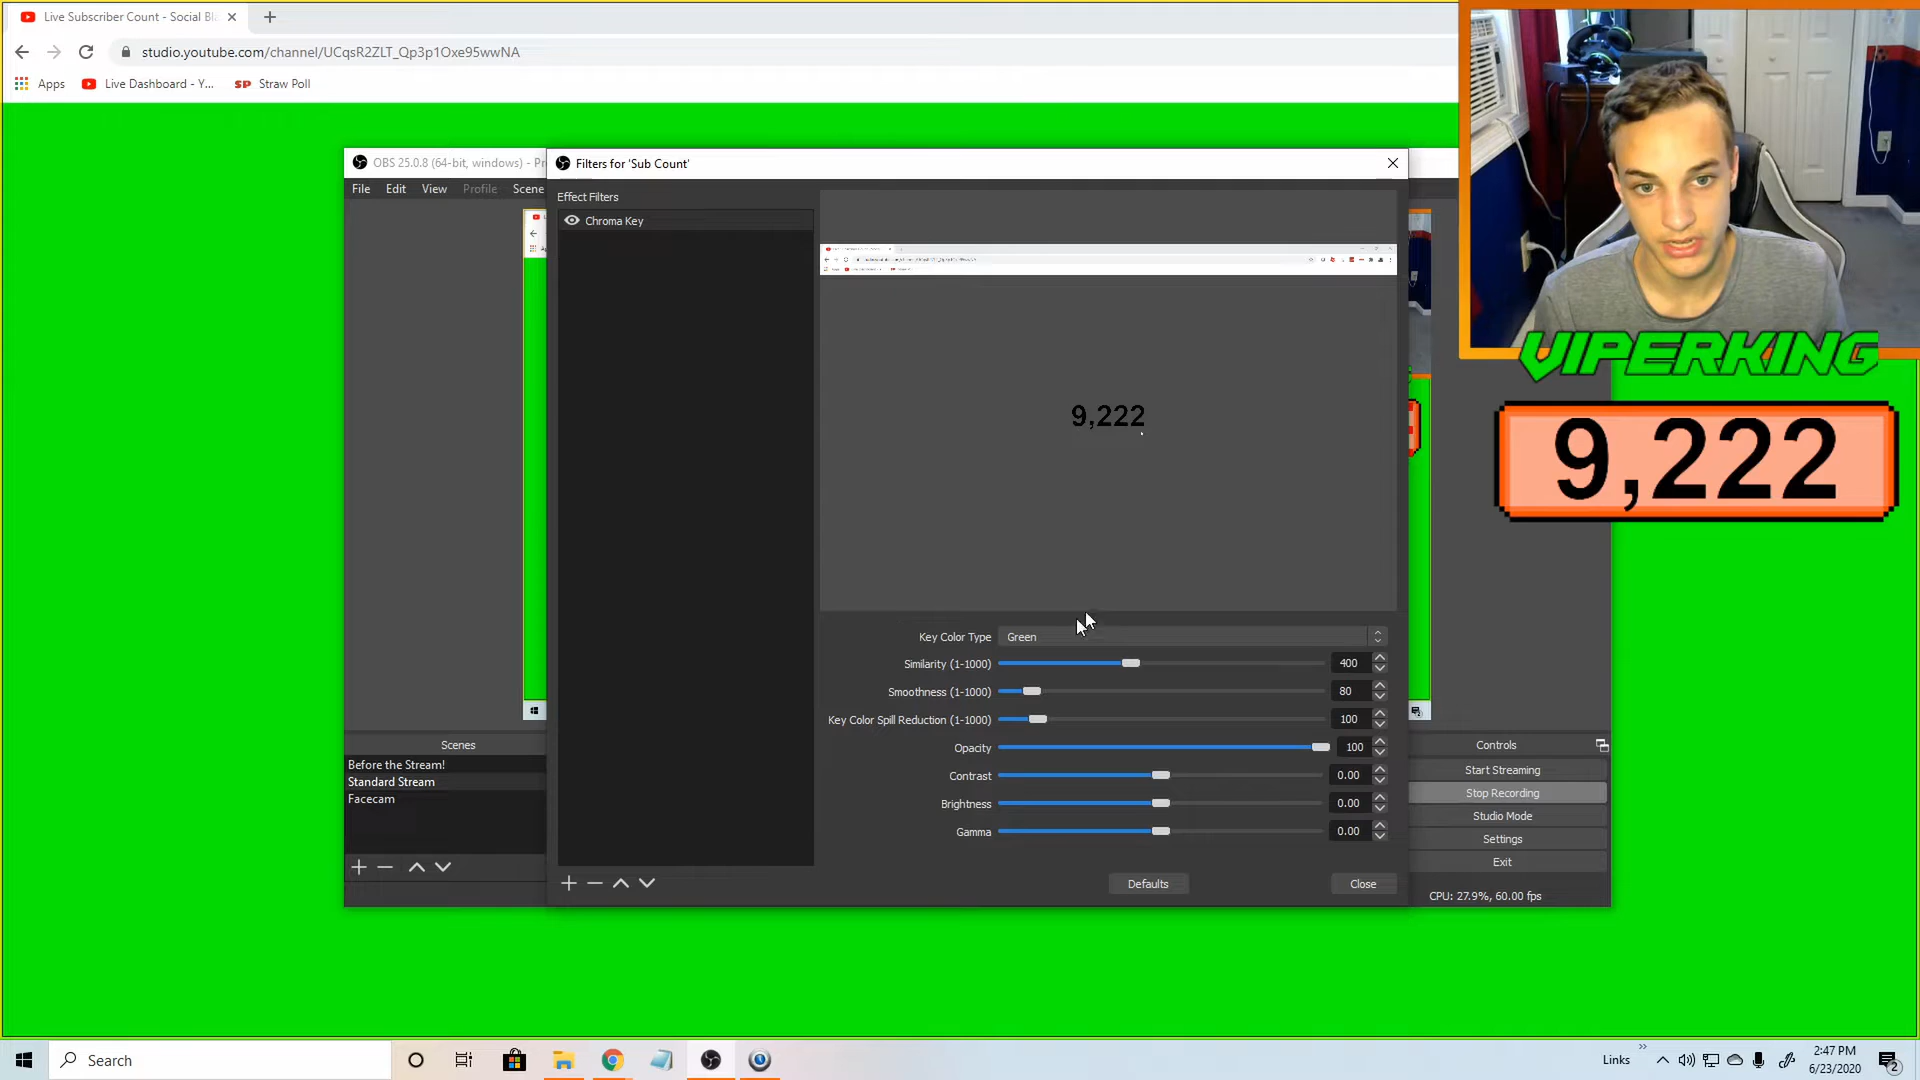 Live Subscriber Count - Social Bla
studio.youtube.com/channel/UCqsR2ZLT_Qp3p1Oxe95wwNA
Apps
Live Dashboard - Y...
SP Straw Poll
OBS 25.0.8 (64-bit, windows) - Pr
Filters for 'Sub Count'
File Edit View Profile Scene
Effect Filters
Chroma Key
9,222
VIPERKING
9,222
Key Color Type Green
Similarity (1-1000) 400
Smoothness (1-1000) 80
Key Color Spill Reduction (1-1000) 100
Opacity 100
Contrast 0.00
Brightness 0.00
Gamma 0.00
Defaults
Close
Scenes
Before the Stream!
Standard Stream
Facecam
Controls
Start Streaming
Stop Recording
Studio Mode
Settings
Exit
CPU: 27.9%, 60.00 fps
Search
Links
2:47 PM
6/23/2020
2